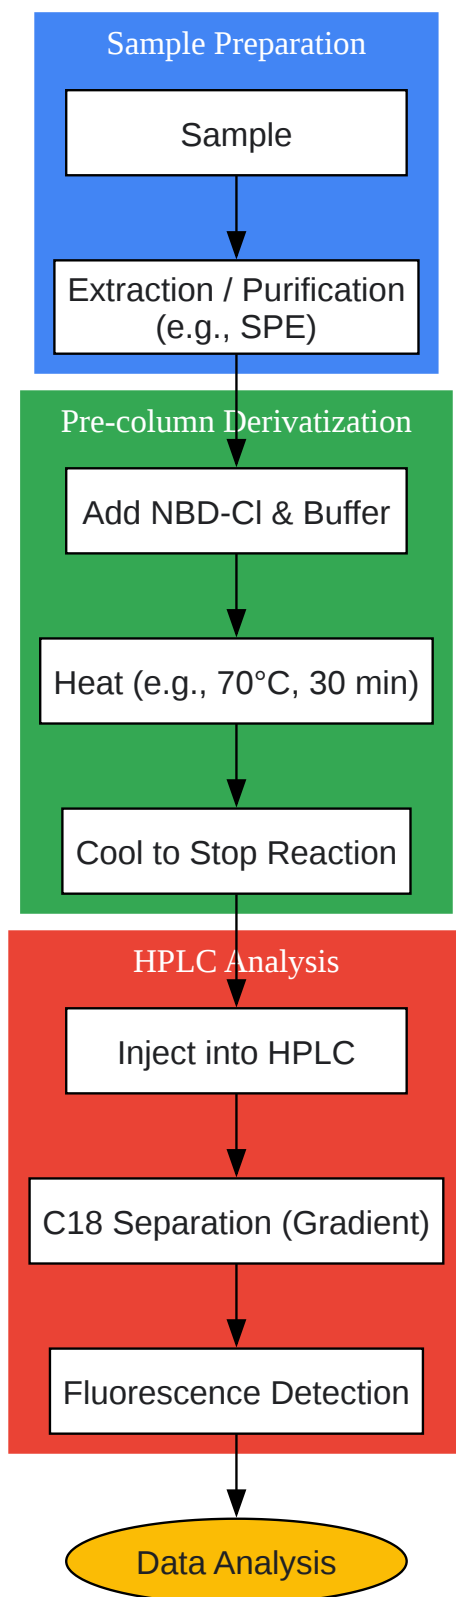 Sample Preparation
Sample
Extraction / Purification
(e.g., SPE)
Pre-column Derivatization
Add NBD-Cl & Buffer
Heat (e.g., 70°C, 30 min)
Cool to Stop Reaction
HPLC Analysis
Inject into HPLC
C18 Separation (Gradient)
Fluorescence Detection
Data Analysis